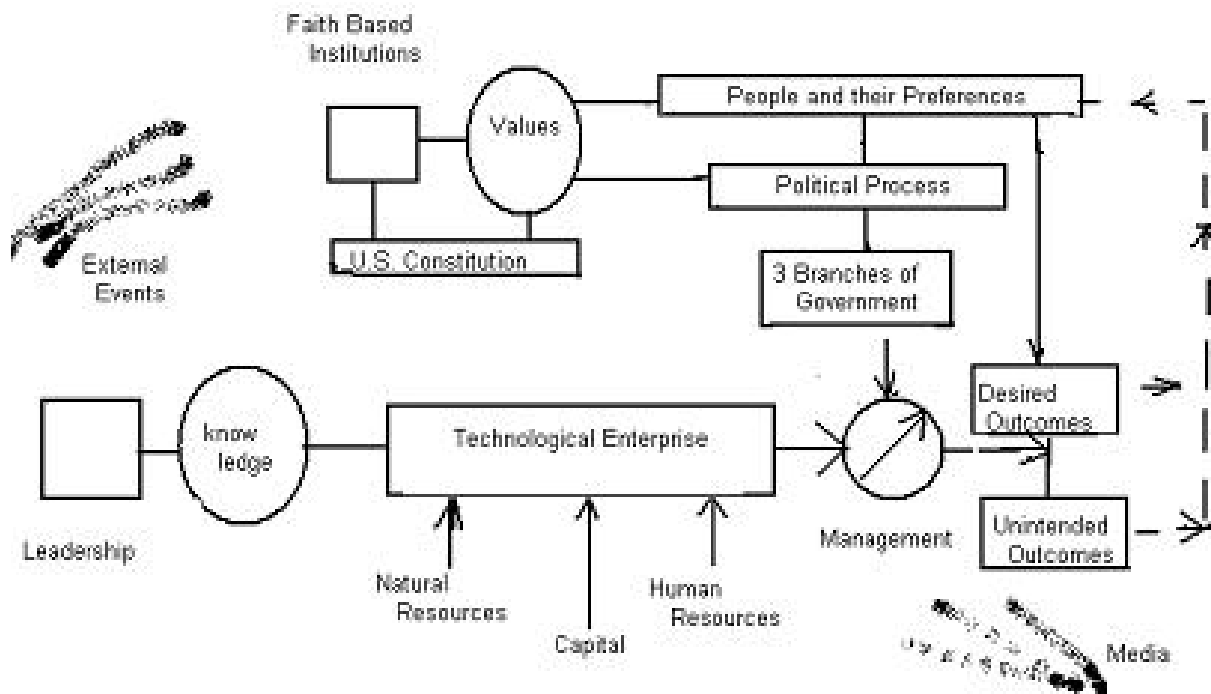 Faith Based
Institutions
People and their Preferences
Values
Political Process
U.S. Constitution
3 Branches of
Government
External
Events
Desired
Outcomes
know
ledge
Technological Enterprise
Leadership
Management
Unintended
Outcomes
Natural
Resources
Human
Resources
Capital
Media